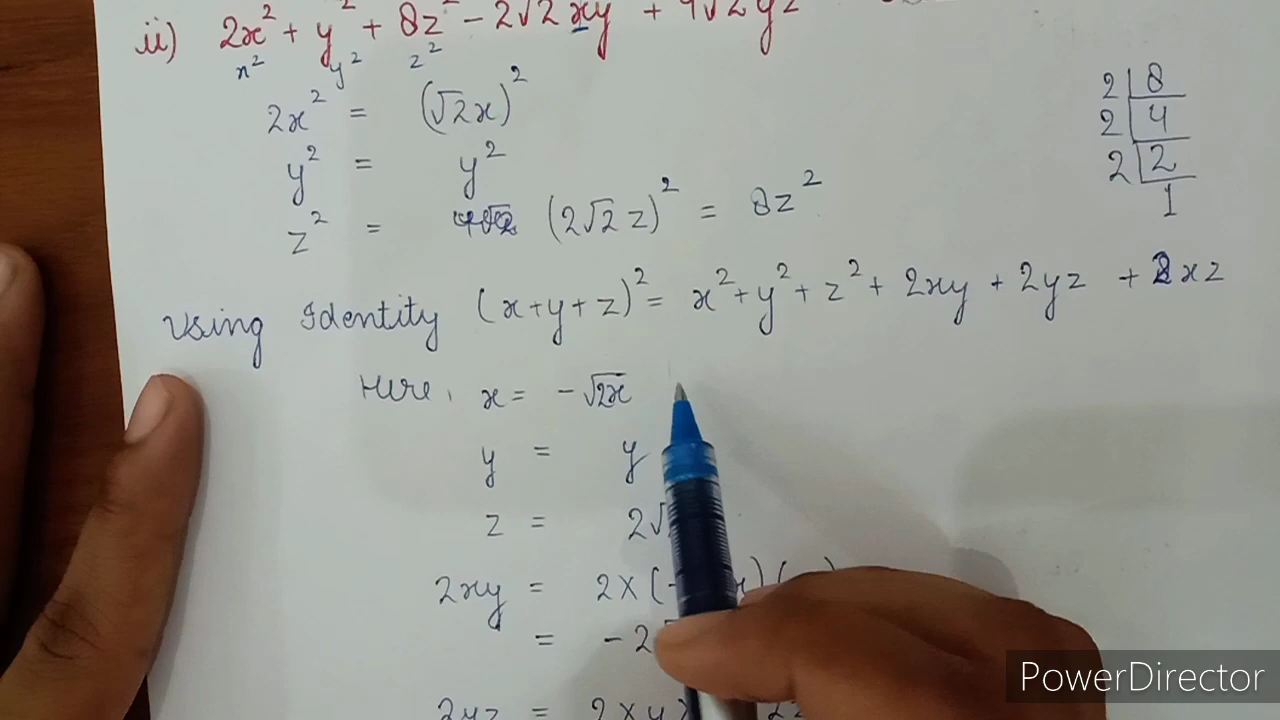 ii) 2x² + y² + 8z² - 2√2 xy + 4√2 yz
x² y² z²
2x² = (√2x)²
y² = y²
z² = (2√2 z)² = 8z²
2 | 8
2 | 4
2 | 2
1
Using Identity (x+y+z)² = x² + y² + z² + 2xy + 2yz + 2xz
Here, x = -√2x
y = y
z = 2√
2xy = 2×(-
= -2
2yz = 2×y×
PowerDirector